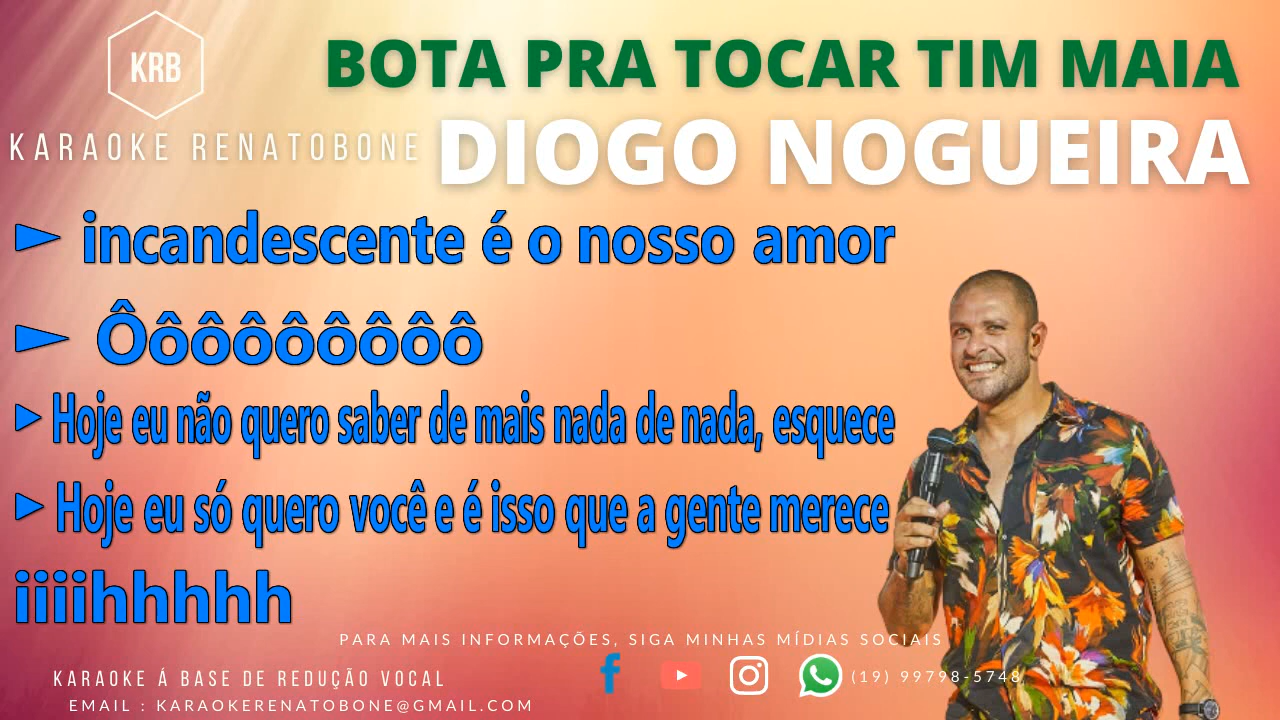 KRB
KARAOKE RENATOBONE
BOTA PRA TOCAR TIM MAIA
DIOGO NOGUEIRA
► incandescente é o nosso amor
► Ôôôôôôôôô
► Hoje eu não quero saber de mais nada de nada, esquece
► Hoje eu só quero você e é isso que a gente merece
iiiihhhhh
PARA MAIS INFORMAÇÕES, SIGA MINHAS MÍDIAS SOCIAIS
(19) 99798-5748
KARAOKE Á BASE DE REDUÇÃO VOCAL
EMAIL : KARAOKERENATOBONE@GMAIL.COM